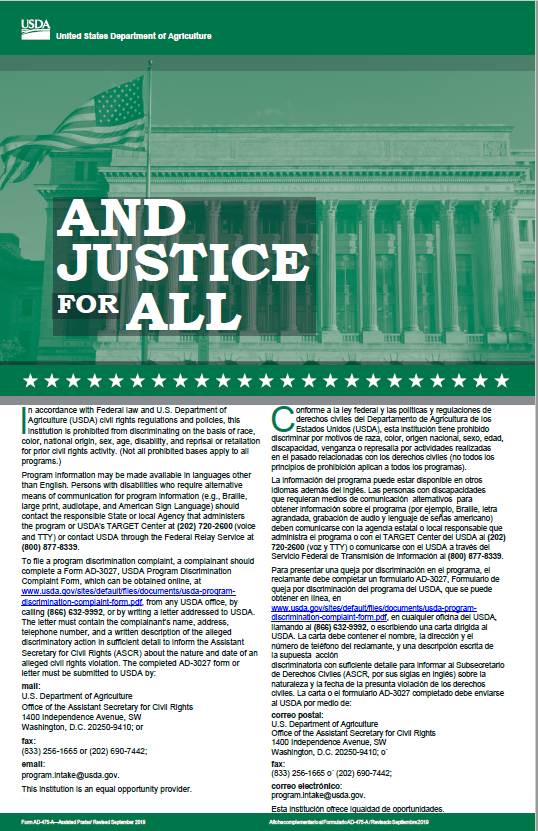 USDA
United States Department of Agriculture
AND
JUSTICE
FOR ALL
In accordance with Federal law and U.S. Department of
Agriculture (USDA) civil rights regulations and policies, this
institution is prohibited from discriminating on the basis of race,
color, national origin, sex, age, disability, and reprisal or retaliation
for prior civil rights activity. (Not all prohibited bases apply to all
programs.)
Program information may be made available in languages other
than English. Persons with disabilities who require alternative
means of communication for program information (e.g., Braille,
large print, audiotape, and American Sign Language) should
contact the responsible State or local Agency that administers
the program or USDA's TARGET Center at (202) 720-2600 (voice
and TTY) or contact USDA through the Federal Relay Service at
(800) 877-8339.
To file a program discrimination complaint, a complainant should
complete a Form AD-3027, USDA Program Discrimination
Complaint Form, which can be obtained online, at
www.usda.gov/sites/default/files/documents/usda-program-
discrimination-complaint-form.pdf, from any USDA office, by
calling (866) 632-9992, or by writing a letter addressed to USDA.
The letter must contain the complainant's name, address,
telephone number, and a written description of the alleged
discriminatory action in sufficient detail to inform the Assistant
Secretary for Civil Rights (ASCR) about the nature and date of an
alleged civil rights violation. The completed AD-3027 form or
letter must be submitted to USDA by:
mail:
U.S. Department of Agriculture
Office of the Assistant Secretary for Civil Rights
1400 Independence Avenue, SW
Washington, D.C. 20250-9410; or
fax:
(833) 256-1665 or (202) 690-7442;
email:
program.intake@usda.gov.
This institution is an equal opportunity provider.
Conforme a la ley federal y las políticas y regulaciones de
derechos civiles del Departamento de Agricultura de los
Estados Unidos (USDA), esta institución tiene prohibido
discriminar por motivos de raza, color, origen nacional, sexo, edad,
discapacidad, venganza o represalia por actividades realizadas
en el pasado relacionadas con los derechos civiles (no todos los
principios de prohibición aplican a todos los programas).
La información del programa puede estar disponible en otros
idiomas además del inglés. Las personas con discapacidades
que requieran medios de comunicación alternativos para
obtener información sobre el programa (por ejemplo, Braille, letra
agrandada, grabación de audio y lenguaje de señas americano)
deben comunicarse con la agencia estatal o local responsable que
administra el programa o con el TARGET Center del USDA al (202)
720-2600 (voz y TTY) o comunicarse con el USDA a través del
Servicio Federal de Transmisión de Información al (800) 877-8339.
Para presentar una queja por discriminación en el programa, el
reclamante debe completar un formulario AD-3027, Formulario de
queja por discriminación del programa del USDA, que se puede
obtener en línea, en
www.usda.gov/sites/default/files/documents/usda-program-
discrimination-complaint-form.pdf, en cualquier oficina del USDA,
llamando al (866) 632-9992, o escribiendo una carta dirigida al
USDA. La carta debe contener el nombre, la dirección y el
número de teléfono del reclamante, y una descripción escrita de
la supuesta acción
discriminatoria con suficiente detalle para informar al Subsecretario
de Derechos Civiles (ASCR, por sus siglas en inglés) sobre la
naturaleza y la fecha de la presunta violación de los derechos
civiles. La carta o el formulario AD-3027 completado debe enviarse
al USDA por medio de:
correo postal:
U.S. Department of Agriculture
Office of the Assistant Secretary for Civil Rights
1400 Independence Avenue, SW
Washington, D.C. 20250-9410; o'
fax:
(833) 256-1665 o' (202) 690-7442;
correo electrónico:
program.intake@usda.gov.
Esta institución ofrece igualdad de oportunidades.
Form AD-475-A—Assisted Poster/ Revised September 2019
Afiche complementario al Formulario AD-475-A / Revisado Septiembre 2019